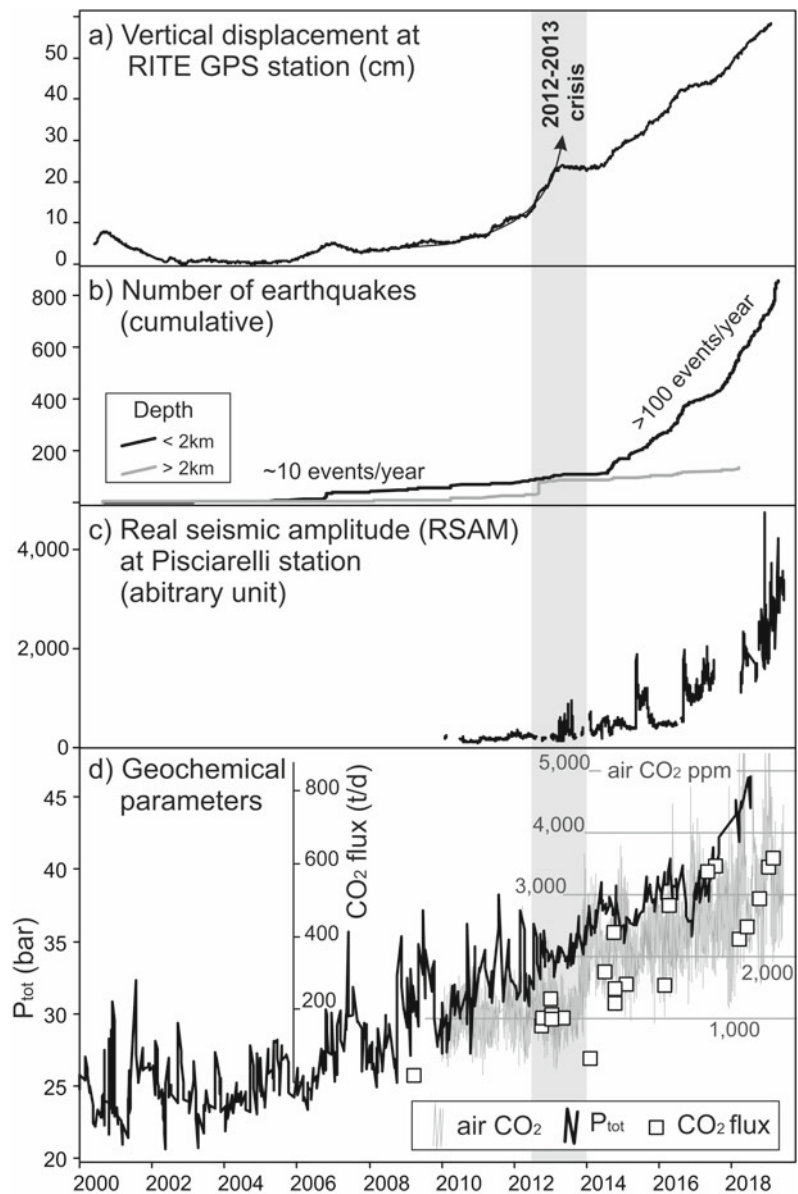 a) Vertical displacement at
RITE GPS station (cm)
2012-2013
crisis
60
50
40
30
20
10
0
b) Number of earthquakes
(cumulative)
800
600
400
200
Depth
< 2km
> 2km
~10 events/year
>100 events/year
c) Real seismic amplitude (RSAM)
at Pisciarelli station
(abitrary unit)
4,000
2,000
0
d) Geochemical
parameters
45
40
35
30
25
20
Ptot (bar)
800
600
400
200
CO2 flux (t/d)
5,000
air CO2 ppm
4,000
3,000
2,000
1,000
air CO2
Ptot
CO2 flux
2000 2002 2004 2006 2008 2010 2012 2014 2016 2018